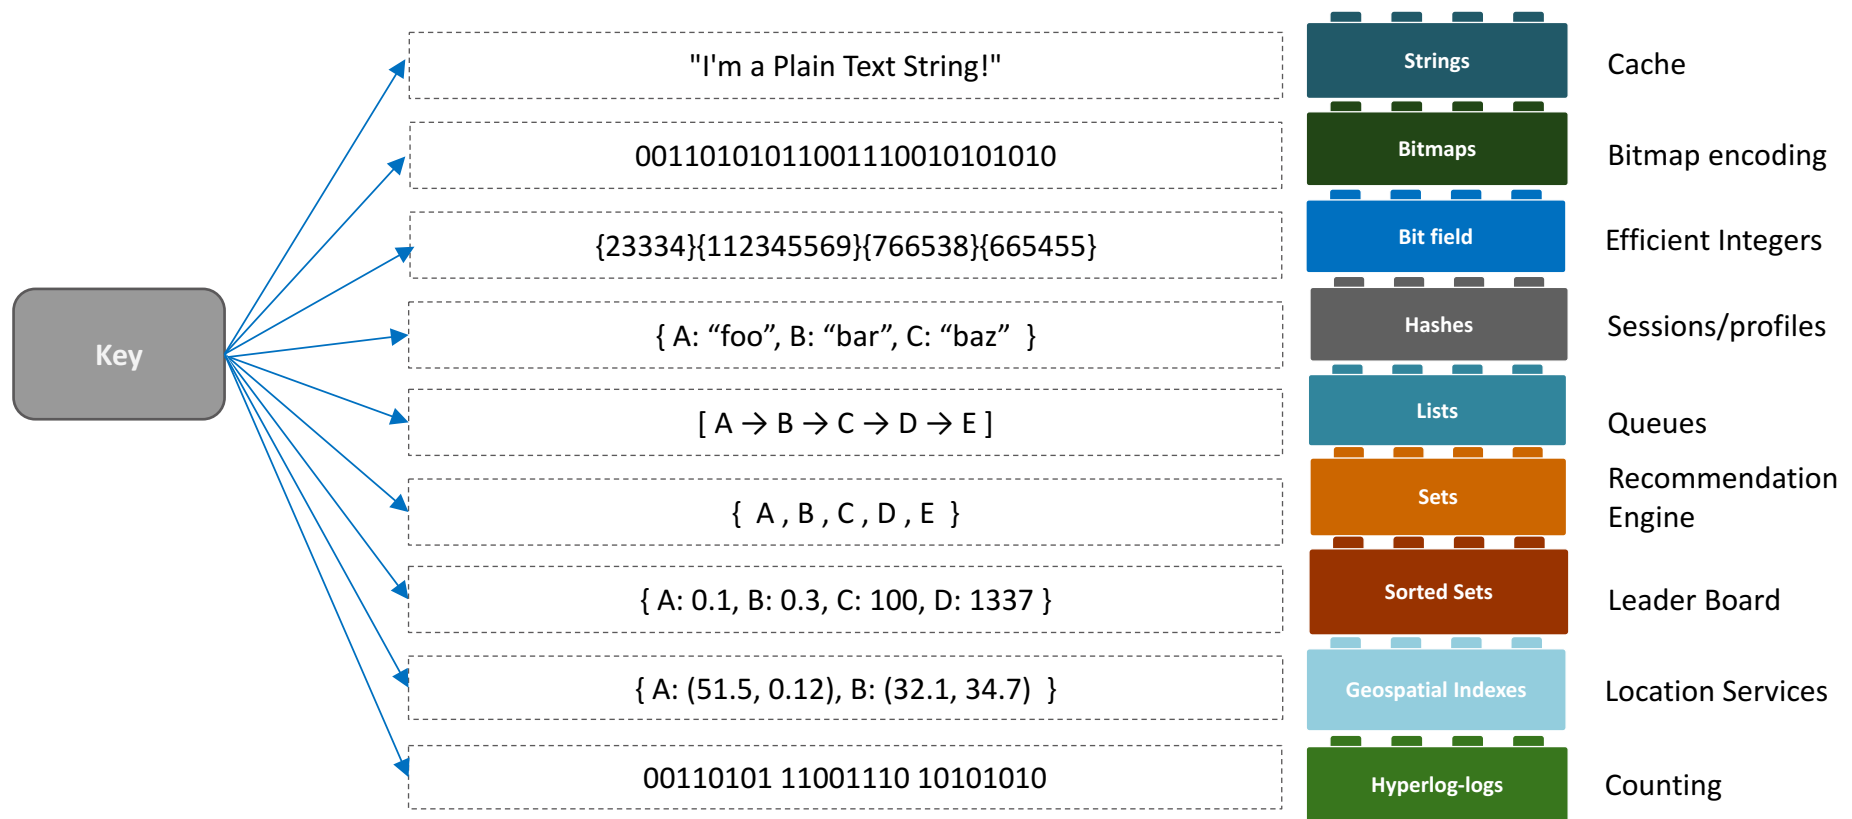 Key
"I'm a Plain Text String!"
Strings
Cache
00110101011001110010101010
Bitmaps
Bitmap encoding
{23334}{112345569}{766538}{665455}
Bit field
Efficient Integers
{ A: “foo”, B: “bar”, C: “baz” }
Hashes
Sessions/profiles
[ A → B → C → D → E ]
Lists
Queues
{ A , B , C , D , E }
Sets
Recommendation
Engine
{ A: 0.1, B: 0.3, C: 100, D: 1337 }
Sorted Sets
Leader Board
{ A: (51.5, 0.12), B: (32.1, 34.7) }
Geospatial Indexes
Location Services
00110101 11001110 10101010
Hyperlog-logs
Counting